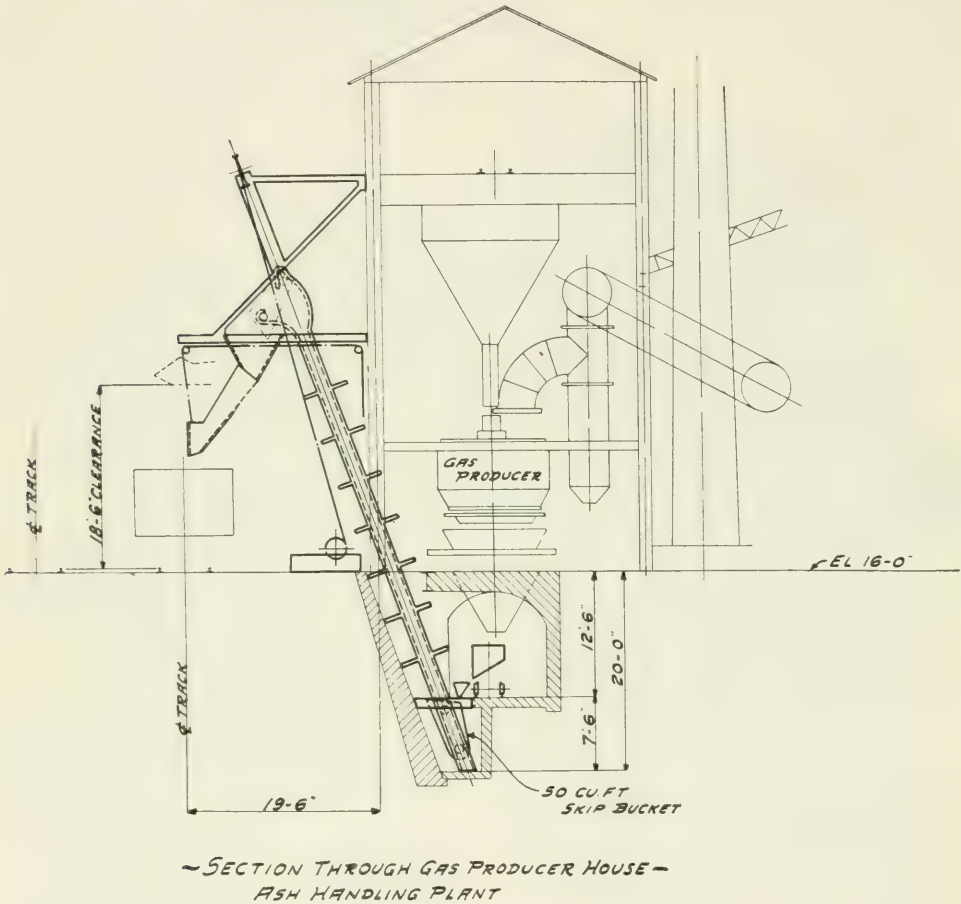 GAS
PRODUCER
18'-6" CLEARANCE
℄ TRACK
EL 16-0"
12'-6"
20-0"
7'-6"
℄ TRACK
19-6"
50 CU.FT
SKIP BUCKET
~SECTION THROUGH GAS PRODUCER HOUSE~
ASH HANDLING PLANT